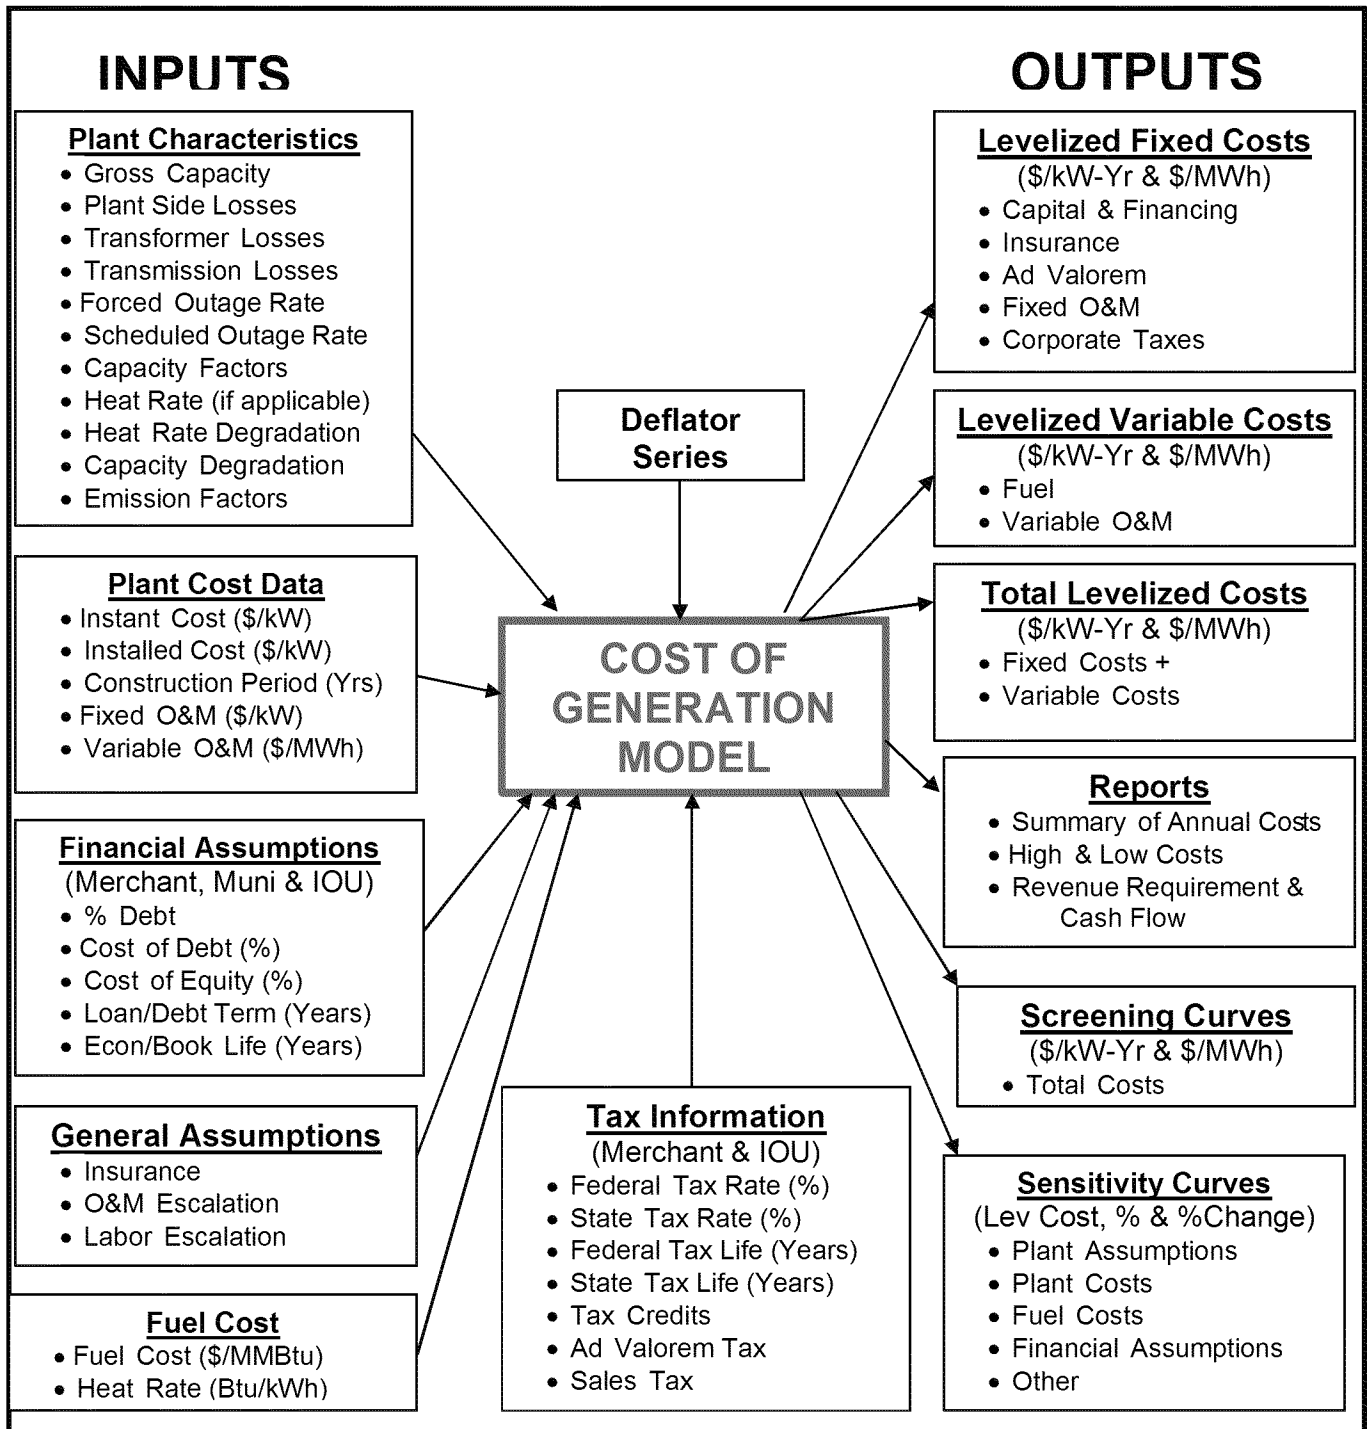 INPUTS
Plant Characteristics
• Gross Capacity
• Plant Side Losses
• Transformer Losses
• Transmission Losses
• Forced Outage Rate
• Scheduled Outage Rate
• Capacity Factors
• Heat Rate (if applicable)
• Heat Rate Degradation
• Capacity Degradation
• Emission Factors
Plant Cost Data
• Instant Cost ($/kW)
• Installed Cost ($/kW)
• Construction Period (Yrs)
• Fixed O&M ($/kW)
• Variable O&M ($/MWh)
Financial Assumptions
(Merchant, Muni & IOU)
• % Debt
• Cost of Debt (%)
• Cost of Equity (%)
• Loan/Debt Term (Years)
• Econ/Book Life (Years)
General Assumptions
• Insurance
• O&M Escalation
• Labor Escalation
Fuel Cost
• Fuel Cost ($/MMBtu)
• Heat Rate (Btu/kWh)
Deflator
Series
COST OF
GENERATION
MODEL
Tax Information
(Merchant & IOU)
• Federal Tax Rate (%)
• State Tax Rate (%)
• Federal Tax Life (Years)
• State Tax Life (Years)
• Tax Credits
• Ad Valorem Tax
• Sales Tax
OUTPUTS
Levelized Fixed Costs
($/kW-Yr & $/MWh)
• Capital & Financing
• Insurance
• Ad Valorem
• Fixed O&M
• Corporate Taxes
Levelized Variable Costs
($/kW-Yr & $/MWh)
• Fuel
• Variable O&M
Total Levelized Costs
($/kW-Yr & $/MWh)
• Fixed Costs +
• Variable Costs
Reports
• Summary of Annual Costs
• High & Low Costs
• Revenue Requirement &
Cash Flow
Screening Curves
($/kW-Yr & $/MWh)
• Total Costs
Sensitivity Curves
(Lev Cost, % & %Change)
• Plant Assumptions
• Plant Costs
• Fuel Costs
• Financial Assumptions
• Other